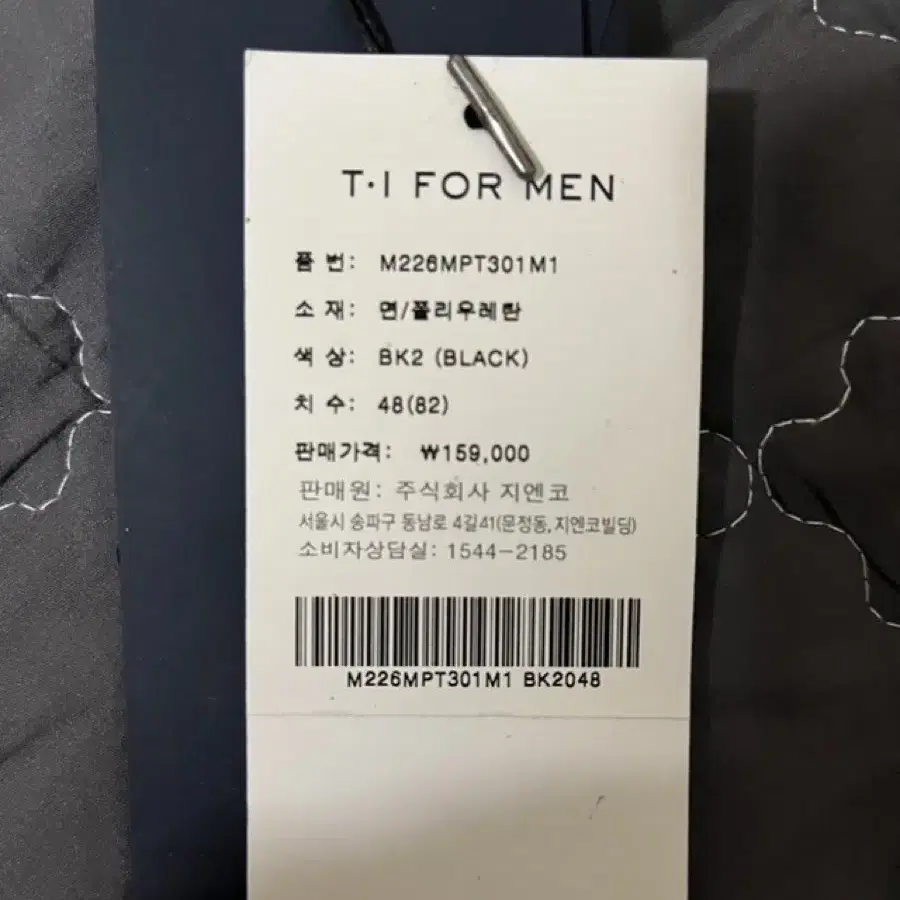 T·I FOR MEN
품 번: M226MPT301M1
소 재: 면/폴리우레탄
색 상: BK2 (BLACK)
치 수: 48(82)
판매가격: ₩159,000
판매원: 주식회사 지엔코
서울시 송파구 동남로 4길41(문정동, 지엔코빌딩)
소비자상담실: 1544-2185
M226MPT301M1 BK2048